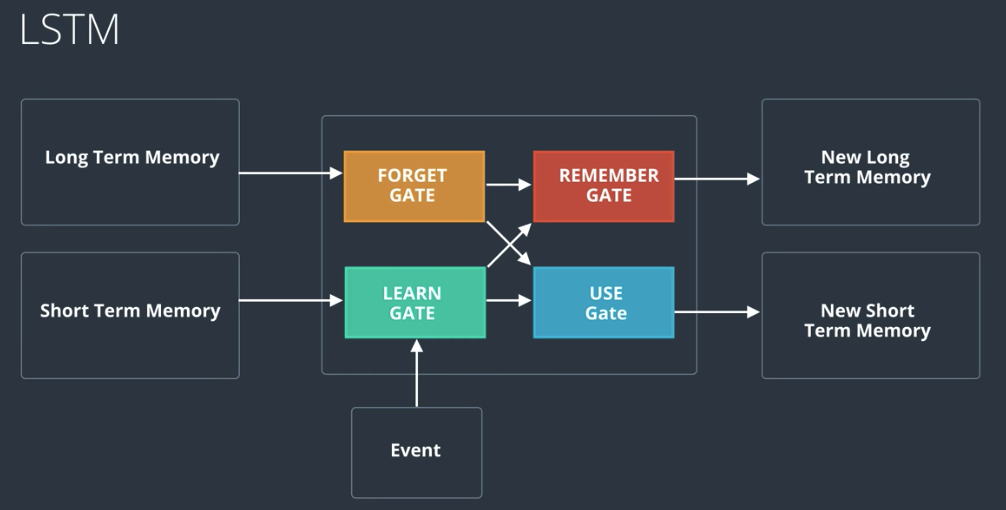 LSTM
Long Term Memory
FORGET
GATE
REMEMBER
GATE
New Long
Term Memory
Short Term Memory
LEARN
GATE
USE
Gate
New Short
Term Memory
Event